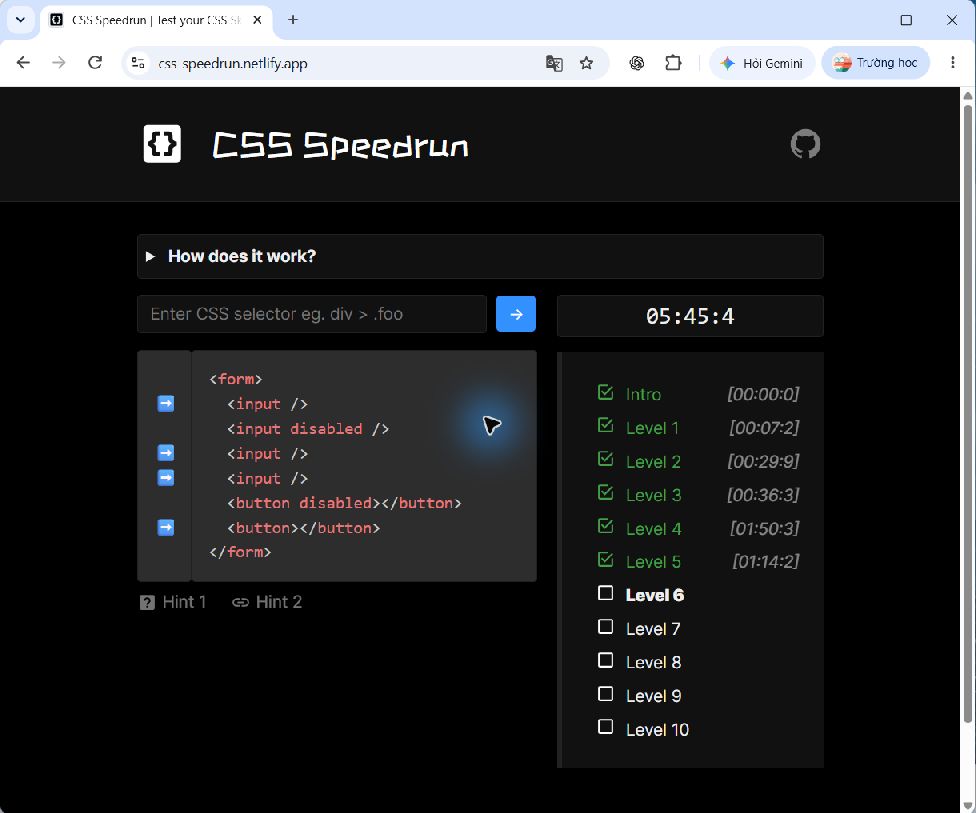 CSS Speedrun | Test your CSS Sk
css-speedrun.netlify.app
Hỏi Gemini
Trường học
CSS Speedrun
How does it work?
Enter CSS selector eg. div > .foo
05:45:4
<form>
<input />
<input disabled />
<input />
<input />
<button disabled></button>
<button></button>
</form>
Hint 1
Hint 2
Intro [00:00:0]
Level 1 [00:07:2]
Level 2 [00:29:9]
Level 3 [00:36:3]
Level 4 [01:50:3]
Level 5 [01:14:2]
Level 6
Level 7
Level 8
Level 9
Level 10